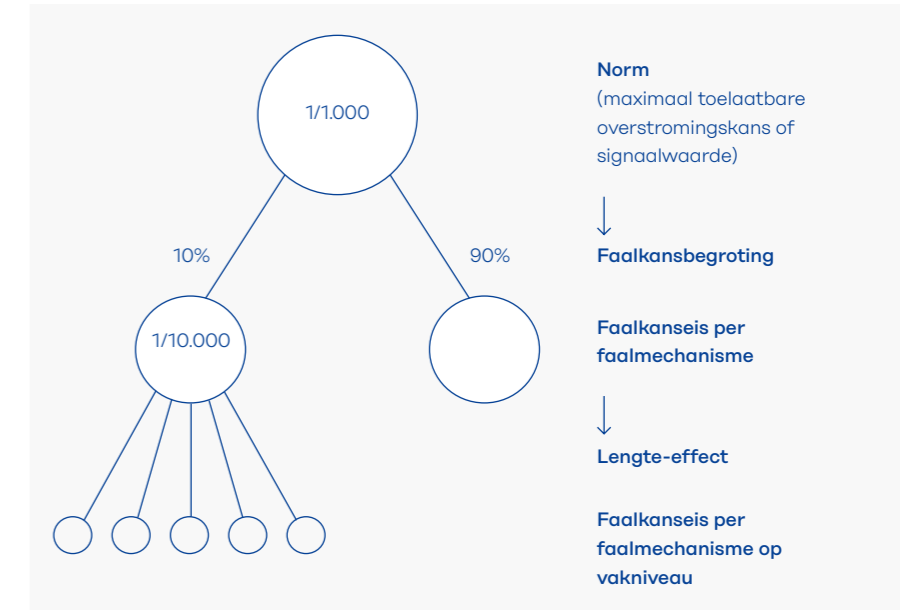 1/1.000
10%
90%
1/10.000
Norm
(maximaal toelaatbare
overstromingskans of
signaalwaarde)
Faalkansbegroting
Faalkanseis per
faalmechanisme
Lengte-effect
Faalkanseis per
faalmechanisme op
vakniveau